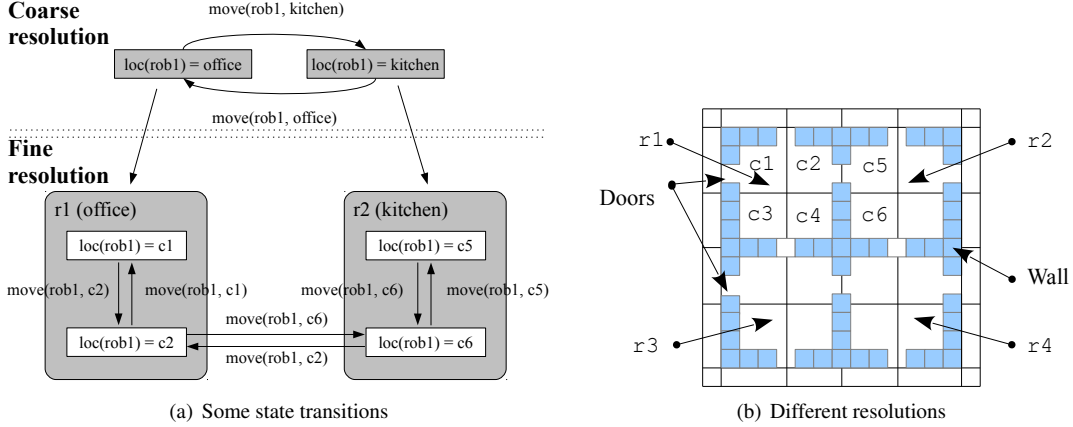 Coarse
resolution
move(rob1, kitchen)
loc(rob1) = office
loc(rob1) = kitchen
move(rob1, office)
Fine
resolution
r1 (office)
r2 (kitchen)
loc(rob1) = c1
loc(rob1) = c5
move(rob1, c2)
move(rob1, c1)
move(rob1, c6)
move(rob1, c5)
move(rob1, c6)
loc(rob1) = c2
loc(rob1) = c6
move(rob1, c2)
(a) Some state transitions
r1
r2
c1
c2
c5
Doors
c3
c4
c6
Wall
r3
r4
(b) Different resolutions